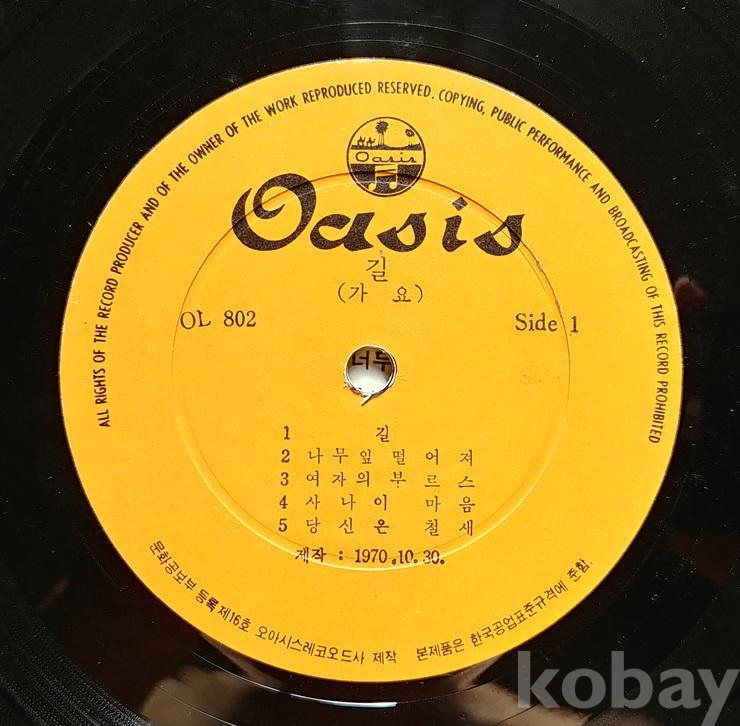 ALL RIGHTS OF THE RECORD PRODUCER AND OF THE OWNER OF THE WORK REPRODUCED RESERVED. COPYING, PUBLIC PERFORMANCE AND BROADCASTING OF THIS RECORD PROHIBITED
Oasis
Oasis
길
(가 요)
OL 802
Side 1
너두
1 길
2 나 무 잎 떨 어 져
3 여 자 의 부 르 스
4 사 나 이 마 음
5 당 신 은 철 새
제작 : 1970.10.30.
문화공보부 등록 제16호 오아시스레코오드사 제작 본제품은 한국공업표준규격에 준함.
kobay